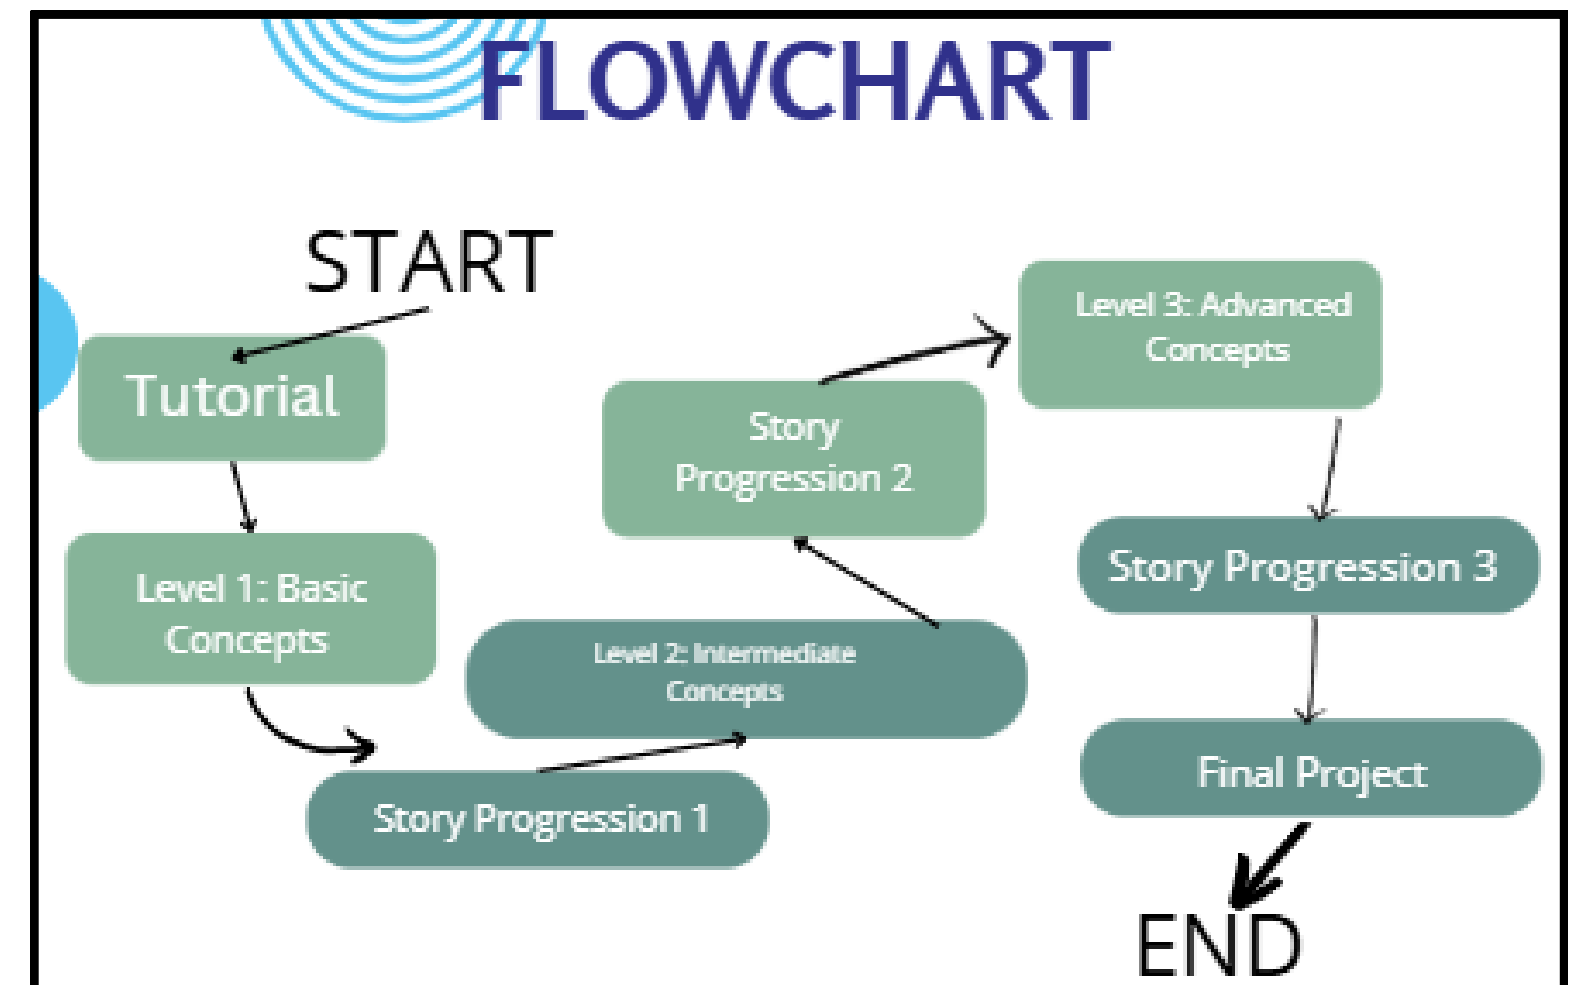 FLOWCHART
START
Tutorial
Level 1: Basic
Concepts
Story Progression 1
Level 2: Intermediate
Concepts
Story
Progression 2
Level 3: Advanced
Concepts
Story Progression 3
Final Project
END